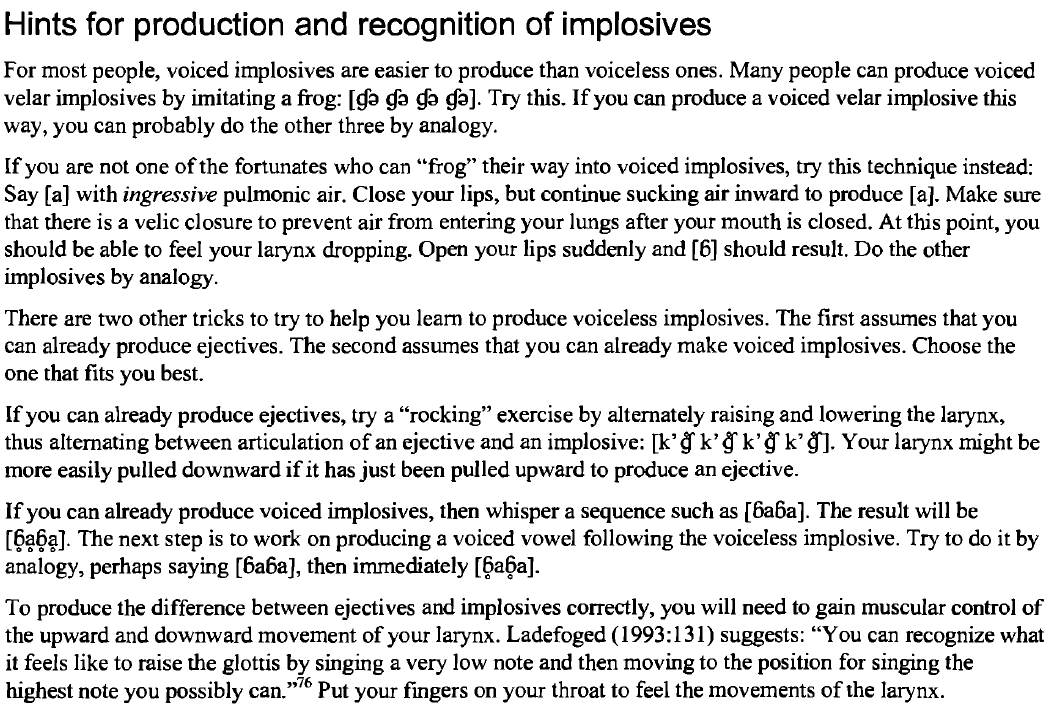 Hints for production and recognition of implosives
For most people, voiced implosives are easier to produce than voiceless ones. Many people can produce voiced
velar implosives by imitating a frog: [ɠə ɠə ɠə ɠə]. Try this. If you can produce a voiced velar implosive this
way, you can probably do the other three by analogy.
If you are not one of the fortunates who can “frog” their way into voiced implosives, try this technique instead:
Say [a] with ingressive pulmonic air. Close your lips, but continue sucking air inward to produce [a]. Make sure
that there is a velic closure to prevent air from entering your lungs after your mouth is closed. At this point, you
should be able to feel your larynx dropping. Open your lips suddenly and [ɓ] should result. Do the other
implosives by analogy.
There are two other tricks to try to help you learn to produce voiceless implosives. The first assumes that you
can already produce ejectives. The second assumes that you can already make voiced implosives. Choose the
one that fits you best.
If you can already produce ejectives, try a “rocking” exercise by alternately raising and lowering the larynx,
thus alternating between articulation of an ejective and an implosive: [k’ ɠ̊ k’ ɠ̊ k’ ɠ̊]. Your larynx might be
more easily pulled downward if it has just been pulled upward to produce an ejective.
If you can already produce voiced implosives, then whisper a sequence such as [ɓaɓa]. The result will be
[ɓ̥ḁɓ̥ḁ]. The next step is to work on producing a voiced vowel following the voiceless implosive. Try to do it by
analogy, perhaps saying [ɓaɓa], then immediately [ɓ̥aɓ̥a].
To produce the difference between ejectives and implosives correctly, you will need to gain muscular control of
the upward and downward movement of your larynx. Ladefoged (1993:131) suggests: “You can recognize what
it feels like to raise the glottis by singing a very low note and then moving to the position for singing the
highest note you possibly can.”⁷⁶ Put your fingers on your throat to feel the movements of the larynx.